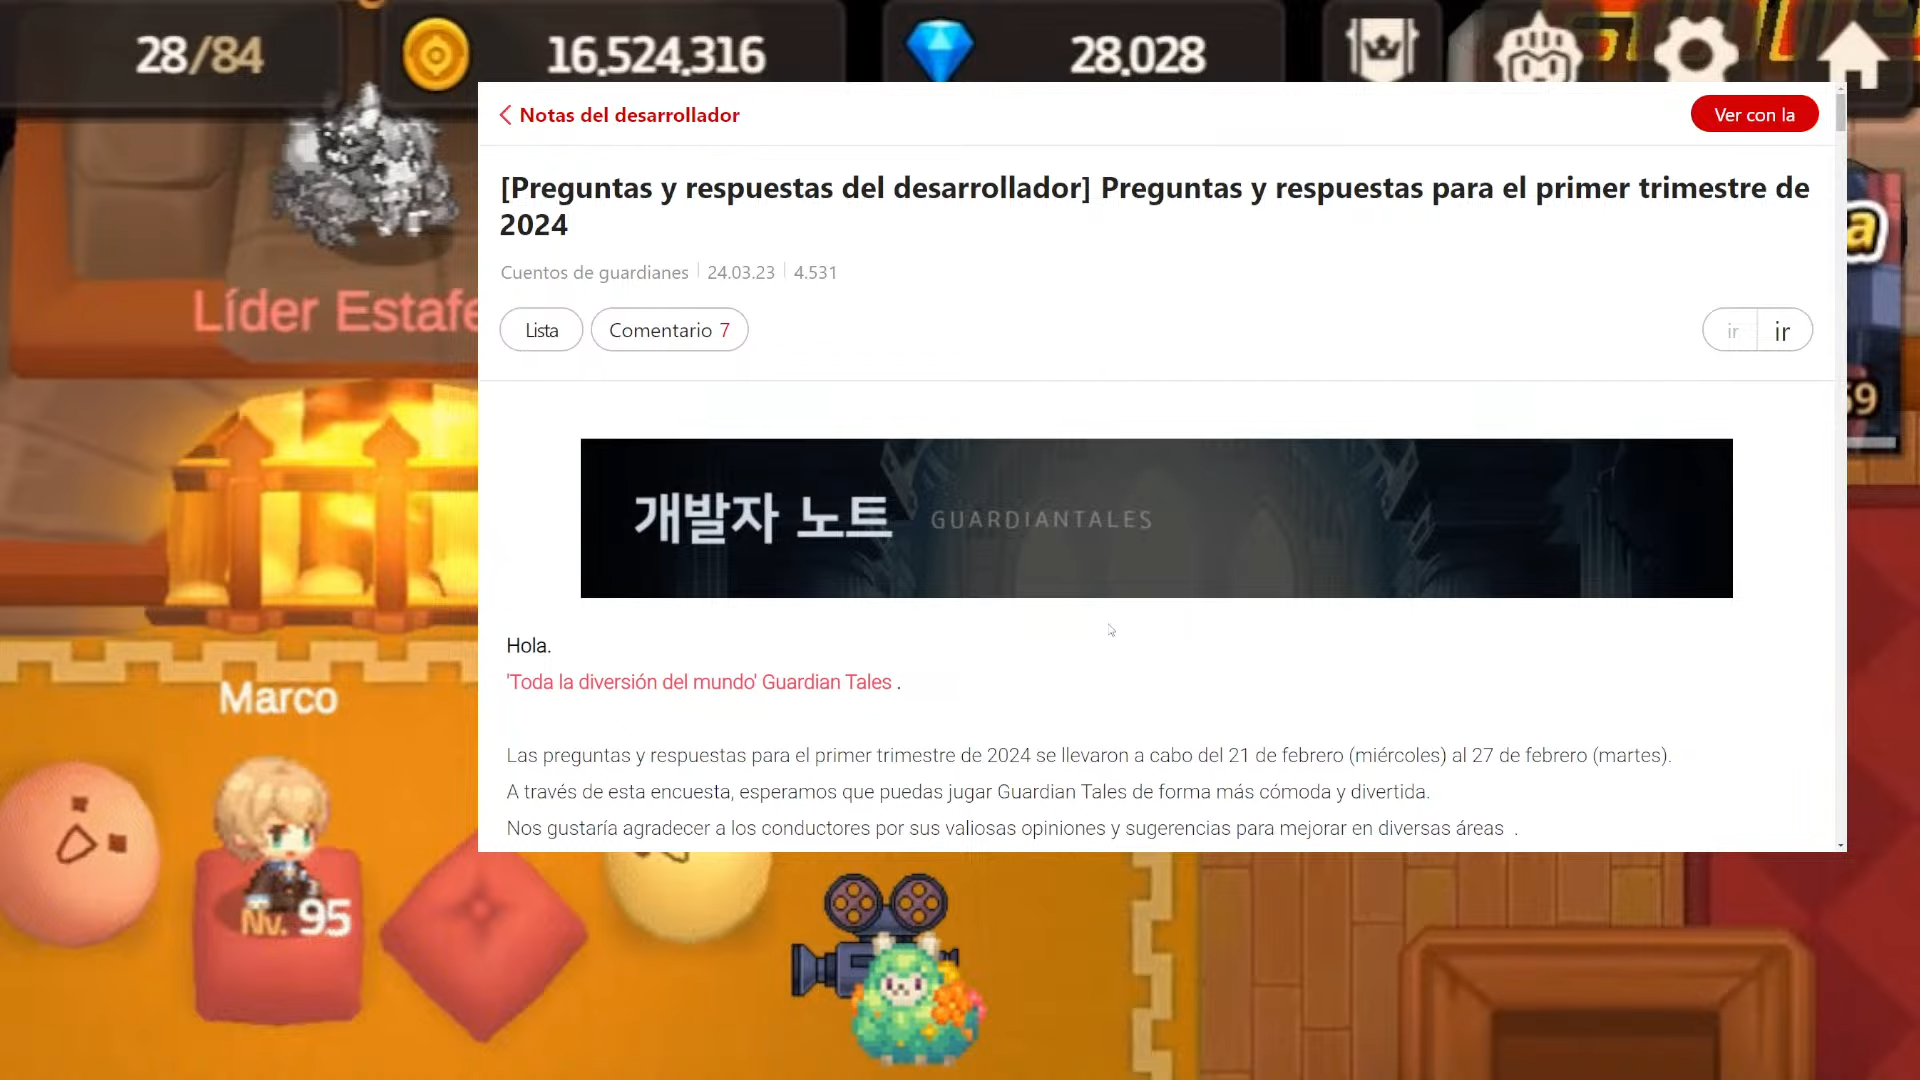 28/84
16,524,316
28,028
Notas del desarrollador
Ver con la
[Preguntas y respuestas del desarrollador] Preguntas y respuestas para el primer trimestre de
2024
Cuentos de guardianes
24.03.23
4.531
Lista
Comentario 7
ir
ir
Líder Estafe
a
59
개발자 노트
GUARDIANTALES
Hola.
'Toda la diversión del mundo' Guardian Tales .
Las preguntas y respuestas para el primer trimestre de 2024 se llevaron a cabo del 21 de febrero (miércoles) al 27 de febrero (martes).
A través de esta encuesta, esperamos que puedas jugar Guardian Tales de forma más cómoda y divertida.
Nos gustaría agradecer a los conductores por sus valiosas opiniones y sugerencias para mejorar en diversas áreas .
Marco
Nv. 95